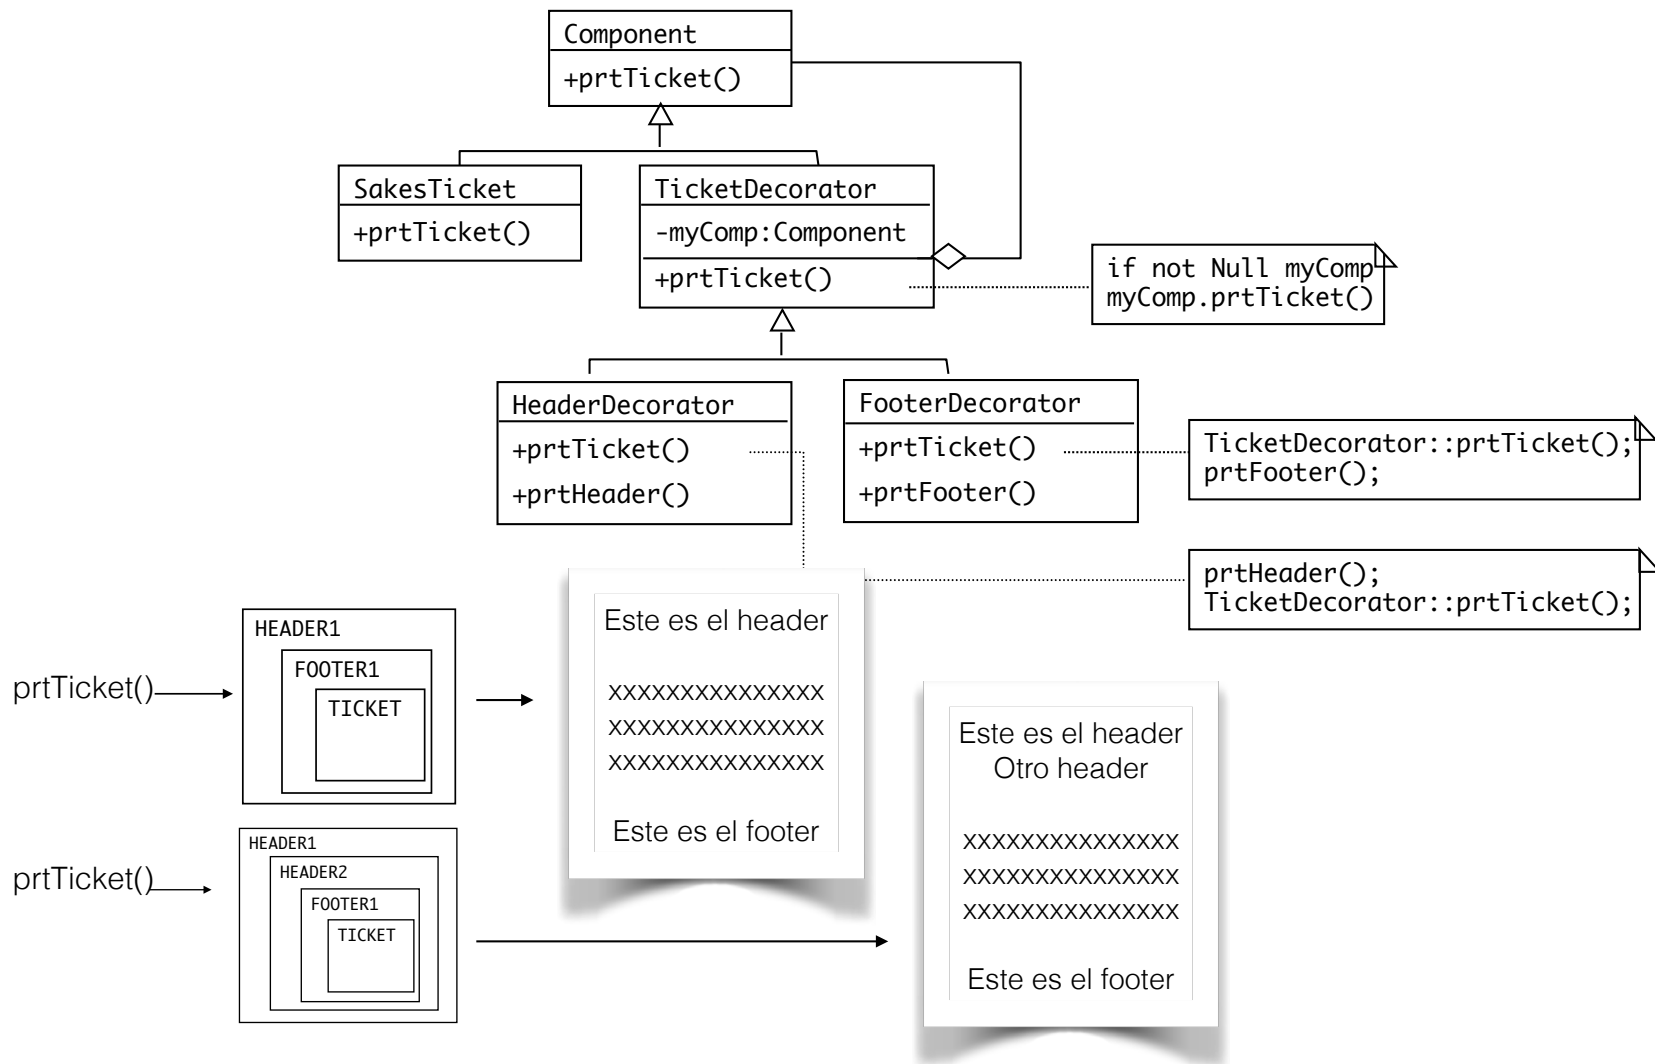 Component
+prtTicket()
SakesTicket
+prtTicket()
TicketDecorator
-myComp:Component
+prtTicket()
if not Null myComp
myComp.prtTicket()
HeaderDecorator
+prtTicket()
+prtHeader()
FooterDecorator
+prtTicket()
+prtFooter()
TicketDecorator::prtTicket();
prtFooter();
prtHeader();
TicketDecorator::prtTicket();
prtTicket()
HEADER1
FOOTER1
TICKET
Este es el header
XXXXXXXXXXXXXXX
XXXXXXXXXXXXXXX
XXXXXXXXXXXXXXX
Este es el footer
prtTicket()
HEADER1
HEADER2
FOOTER1
TICKET
Este es el header
Otro header
XXXXXXXXXXXXXXX
XXXXXXXXXXXXXXX
XXXXXXXXXXXXXXX
Este es el footer